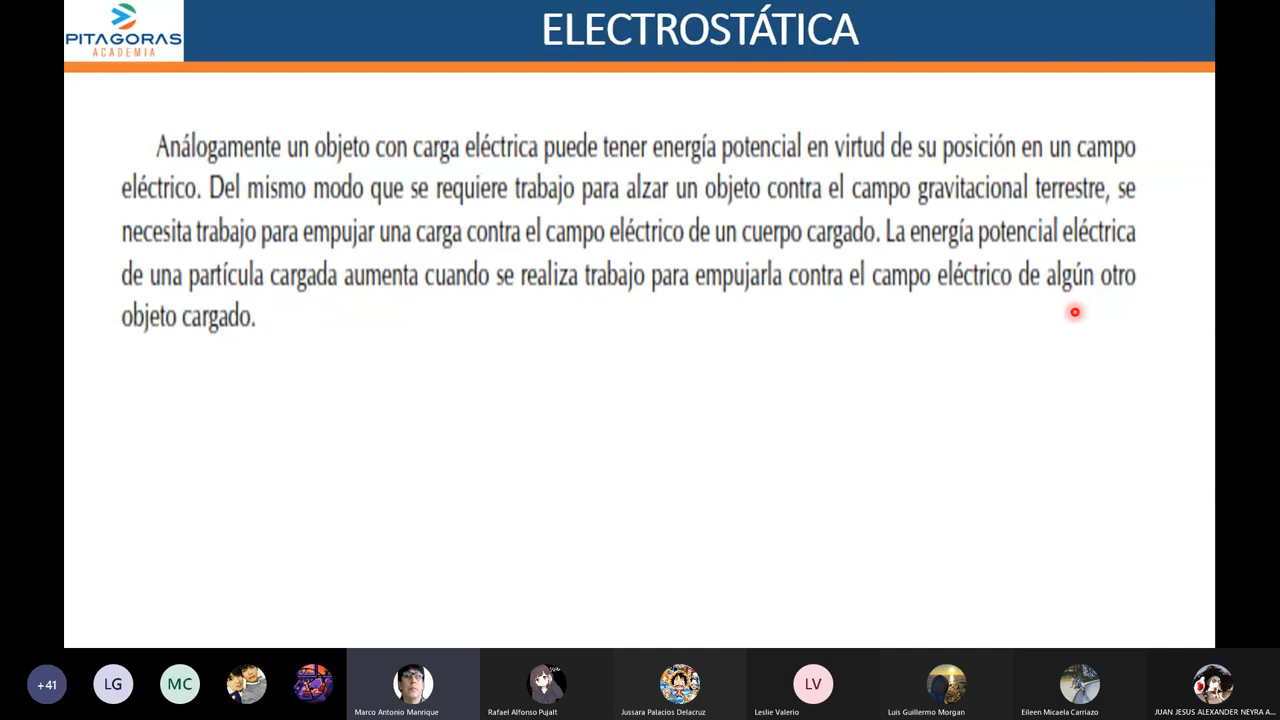 PITAGORAS
ACADEMIA
ELECTROSTÁTICA
Análogamente un objeto con carga eléctrica puede tener energía potencial en virtud de su posición en un campo
eléctrico. Del mismo modo que se requiere trabajo para alzar un objeto contra el campo gravitacional terrestre, se
necesita trabajo para empujar una carga contra el campo eléctrico de un cuerpo cargado. La energía potencial eléctrica
de una partícula cargada aumenta cuando se realiza trabajo para empujarla contra el campo eléctrico de algún otro
objeto cargado.
+41
LG
MC
LV
Marco Antonio Manrique
Rafael Alfonso Pujalt
Jussara Palacios Delacruz
Leslie Valerio
Luis Guillermo Morgan
Eileen Micaela Carriazo
JUAN JESUS ALEXANDER NEYRA A...